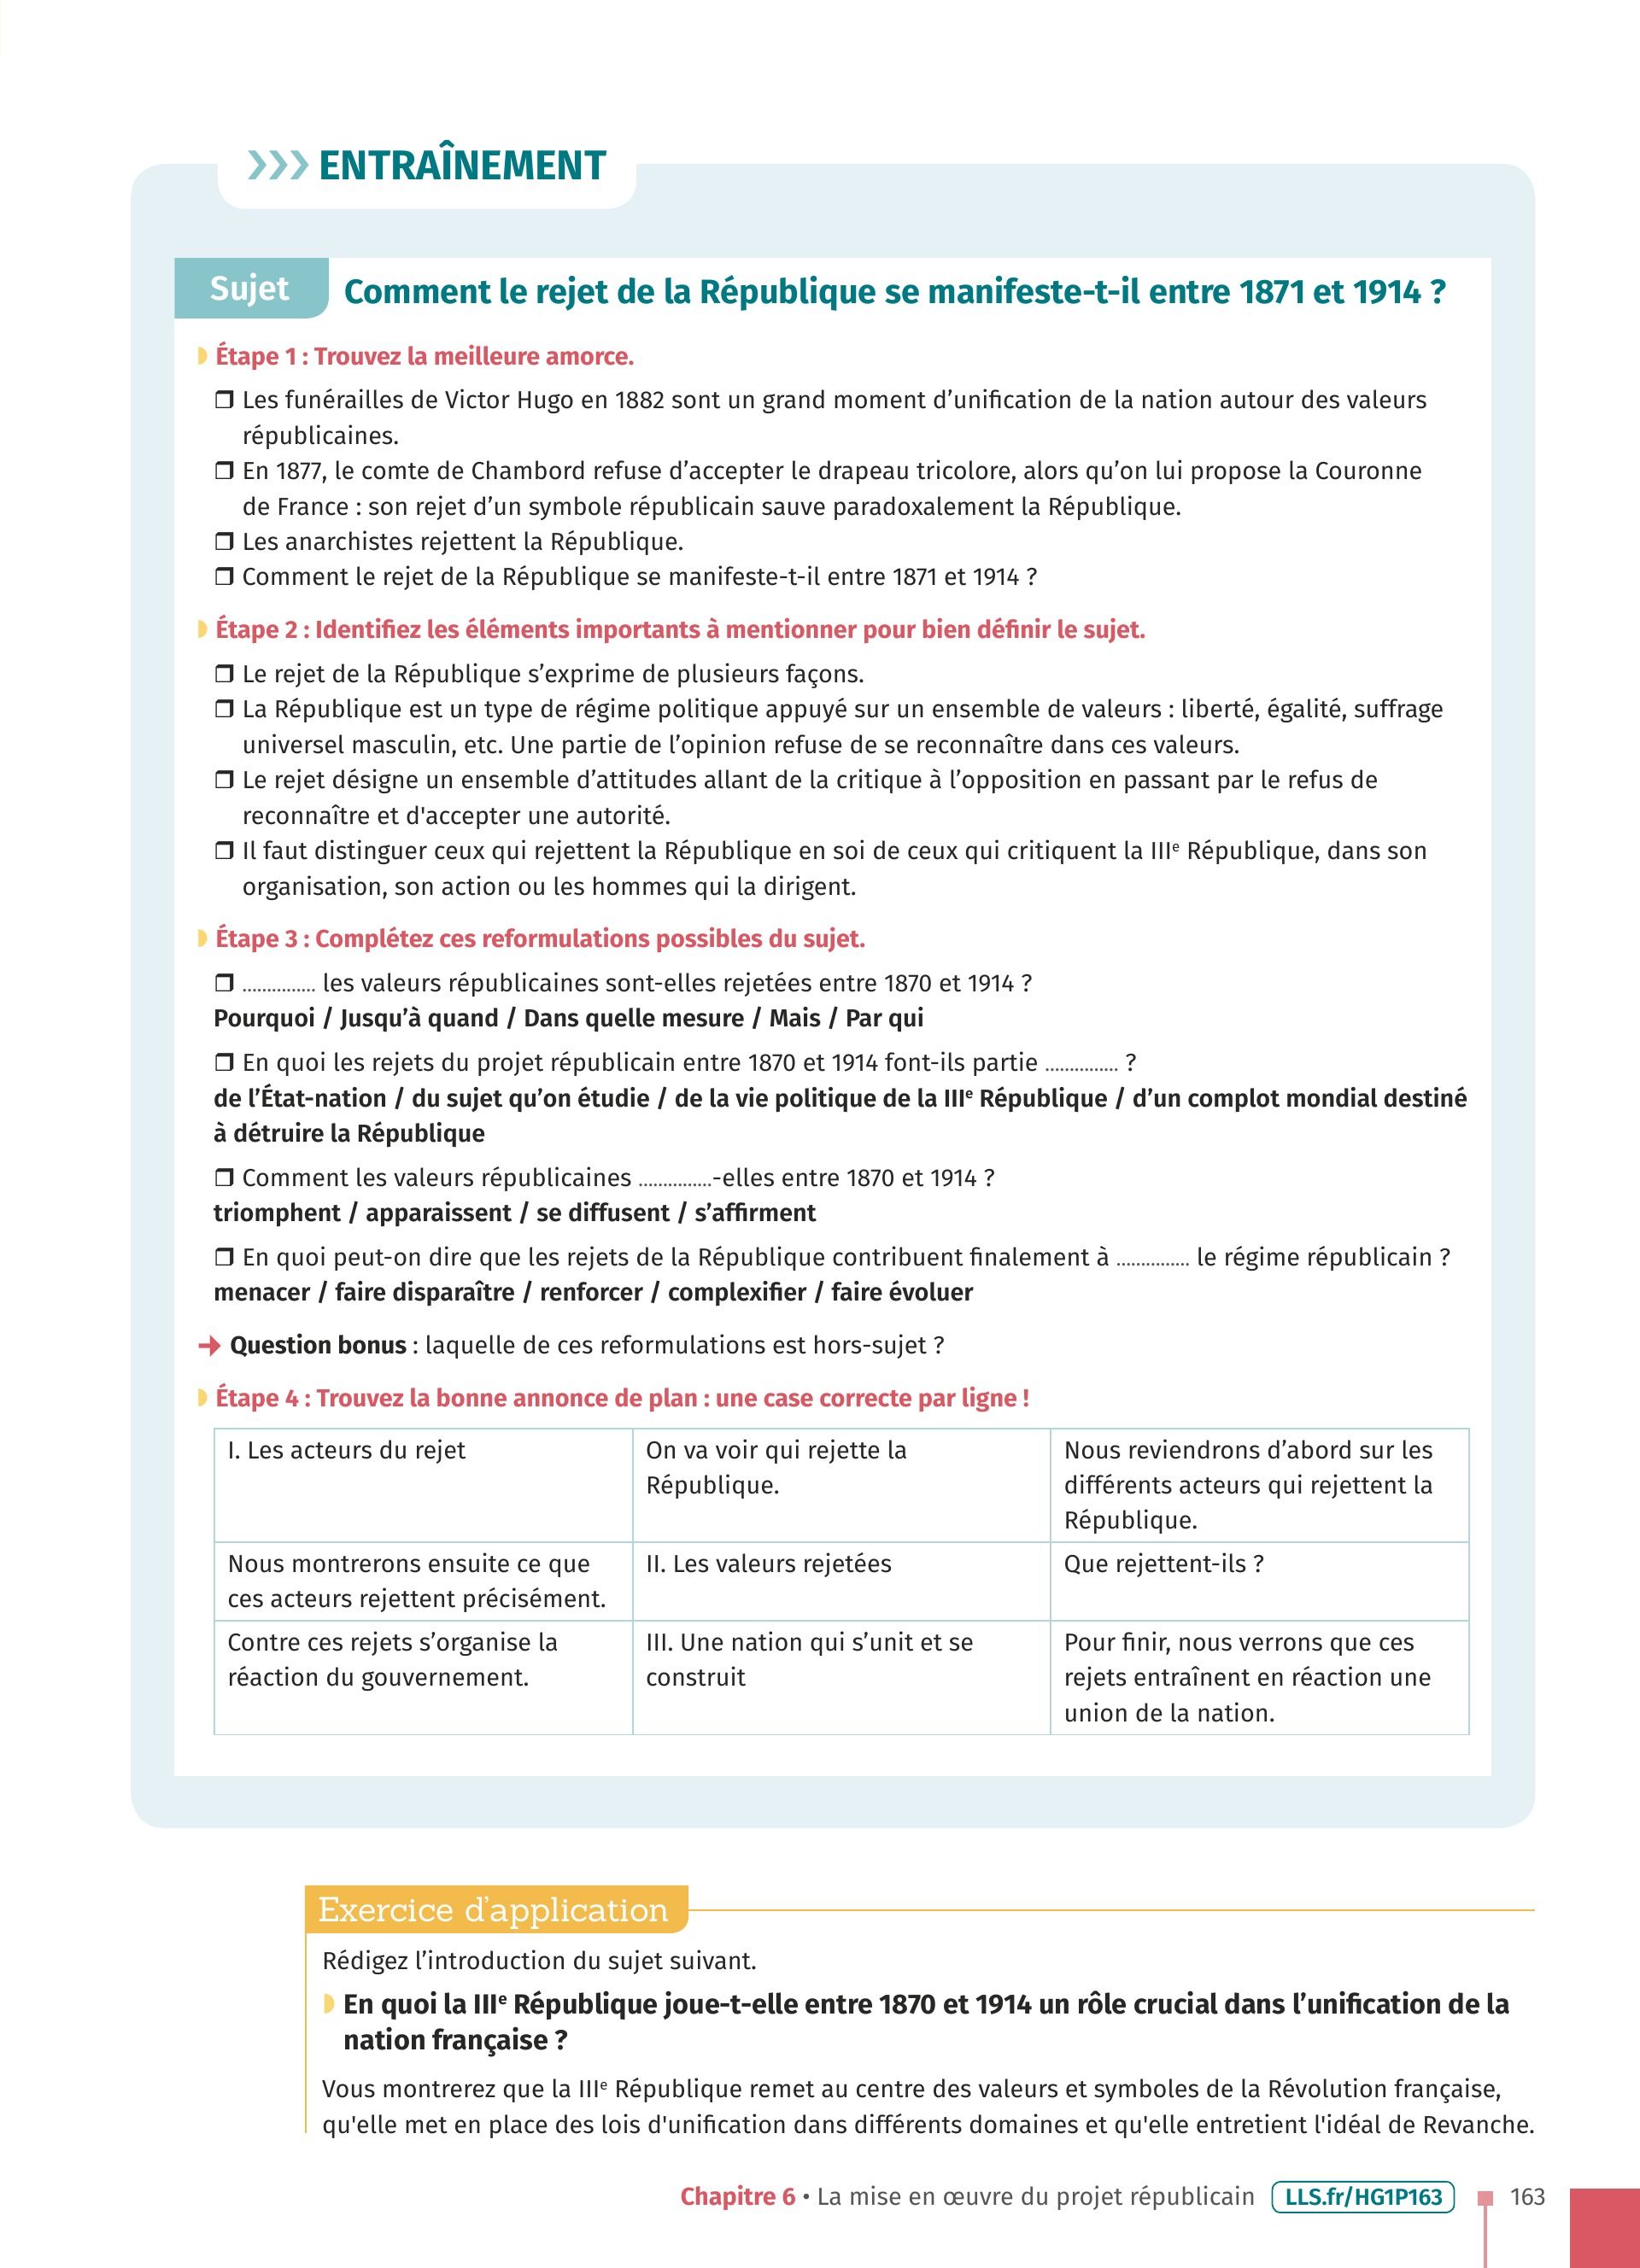 ENTRAÎNEMENT
Sujet
Comment le rejet de la République se manifeste-t-il entre 1871 et 1914 ?
Étape 1 : Trouvez la meilleure amorce.
❒ Les funérailles de Victor Hugo en 1882 sont un grand moment d’unification de la nation autour des valeurs
républicaines.
❒ En 1877, le comte de Chambord refuse d’accepter le drapeau tricolore, alors qu’on lui propose la Couronne
de France : son rejet d’un symbole républicain sauve paradoxalement la République.
❒ Les anarchistes rejettent la République.
❒ Comment le rejet de la République se manifeste-t-il entre 1871 et 1914 ?
Étape 2 : Identifiez les éléments importants à mentionner pour bien définir le sujet.
❒ Le rejet de la République s’exprime de plusieurs façons.
❒ La République est un type de régime politique appuyé sur un ensemble de valeurs : liberté, égalité, suffrage
universel masculin, etc. Une partie de l’opinion refuse de se reconnaître dans ces valeurs.
❒ Le rejet désigne un ensemble d’attitudes allant de la critique à l’opposition en passant par le refus de
reconnaître et d'accepter une autorité.
❒ Il faut distinguer ceux qui rejettent la République en soi de ceux qui critiquent la IIIe République, dans son
organisation, son action ou les hommes qui la dirigent.
Étape 3 : Complétez ces reformulations possibles du sujet.
❒ ............... les valeurs républicaines sont-elles rejetées entre 1870 et 1914 ?
Pourquoi / Jusqu’à quand / Dans quelle mesure / Mais / Par qui
❒ En quoi les rejets du projet républicain entre 1870 et 1914 font-ils partie ............... ?
de l’État-nation / du sujet qu’on étudie / de la vie politique de la IIIe République / d’un complot mondial destiné
à détruire la République
❒ Comment les valeurs républicaines ...............-elles entre 1870 et 1914 ?
triomphent / apparaissent / se diffusent / s’affirment
❒ En quoi peut-on dire que les rejets de la République contribuent finalement à ............... le régime républicain ?
menacer / faire disparaître / renforcer / complexifier / faire évoluer
➜ Question bonus : laquelle de ces reformulations est hors-sujet ?
Étape 4 : Trouvez la bonne annonce de plan : une case correcte par ligne !
I. Les acteurs du rejet
On va voir qui rejette la
République.
Nous reviendrons d’abord sur les
différents acteurs qui rejettent la
République.
Nous montrerons ensuite ce que
ces acteurs rejettent précisément.
II. Les valeurs rejetées
Que rejettent-ils ?
Contre ces rejets s’organise la
réaction du gouvernement.
III. Une nation qui s’unit et se
construit
Pour finir, nous verrons que ces
rejets entraînent en réaction une
union de la nation.
Exercice d’application
Rédigez l’introduction du sujet suivant.
En quoi la IIIe République joue-t-elle entre 1870 et 1914 un rôle crucial dans l’unification de la
nation française ?
Vous montrerez que la IIIe République remet au centre des valeurs et symboles de la Révolution française,
qu'elle met en place des lois d'unification dans différents domaines et qu'elle entretient l'idéal de Revanche.
Chapitre 6 • La mise en œuvre du projet républicain LLS.fr/HG1P163 163